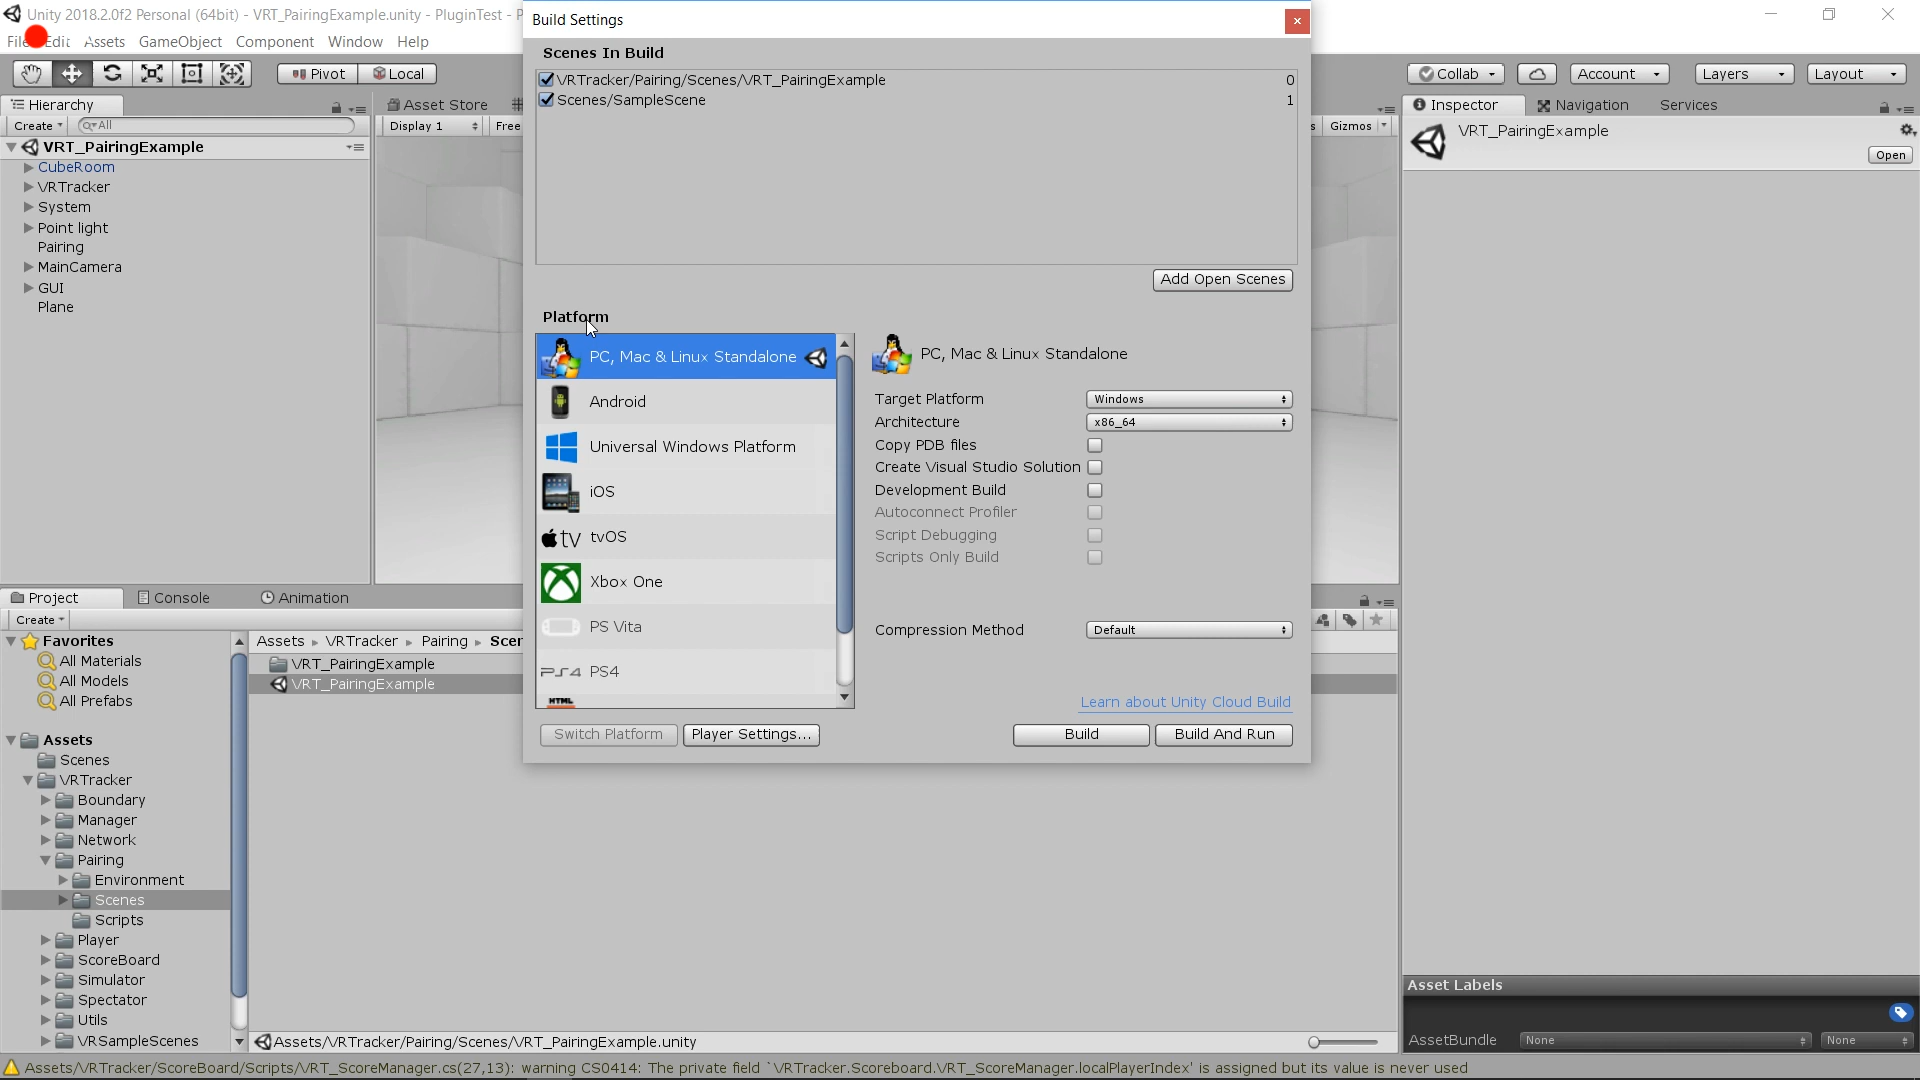 Unity 2018.2.0f2 Personal (64bit) - VRT_PairingExample.unity - PluginTest - P
File Edit Assets GameObject Component Window Help
Pivot Local
Collab Account Layers Layout
Hierarchy
Create All
VRT_PairingExample
CubeRoom
VRTracker
System
Point light
Pairing
MainCamera
GUI
Plane
Asset Store
Display 1 Free
s Gizmos
Build Settings
Scenes In Build
VRTracker/Pairing/Scenes/VRT_PairingExample 0
Scenes/SampleScene 1
Add Open Scenes
Platform
PC, Mac & Linux Standalone
Android
Universal Windows Platform
iOS
tv tvOS
Xbox One
PS Vita
PS4 PS4
HTML
PC, Mac & Linux Standalone
Target Platform Windows
Architecture x86_64
Copy PDB files
Create Visual Studio Solution
Development Build
Autoconnect Profiler
Script Debugging
Scripts Only Build
Compression Method Default
Learn about Unity Cloud Build
Switch Platform Player Settings... Build Build And Run
Inspector Navigation Services
VRT_PairingExample
Open
Project Console Animation
Create
Favorites
All Materials
All Models
All Prefabs
Assets
Scenes
VRTracker
Boundary
Manager
Network
Pairing
Environment
Scenes
Scripts
Player
ScoreBoard
Simulator
Spectator
Utils
VRSampleScenes
Assets VRTracker Pairing Scer
VRT_PairingExample
VRT_PairingExample
Assets/VRTracker/Pairing/Scenes/VRT_PairingExample.unity
Asset Labels
AssetBundle None None
Assets/VRTracker/ScoreBoard/Scripts/VRT_ScoreManager.cs(27,13): warning CS0414: The private field `VRTracker.Scoreboard.VRT_ScoreManager.localPlayerIndex' is assigned but its value is never used